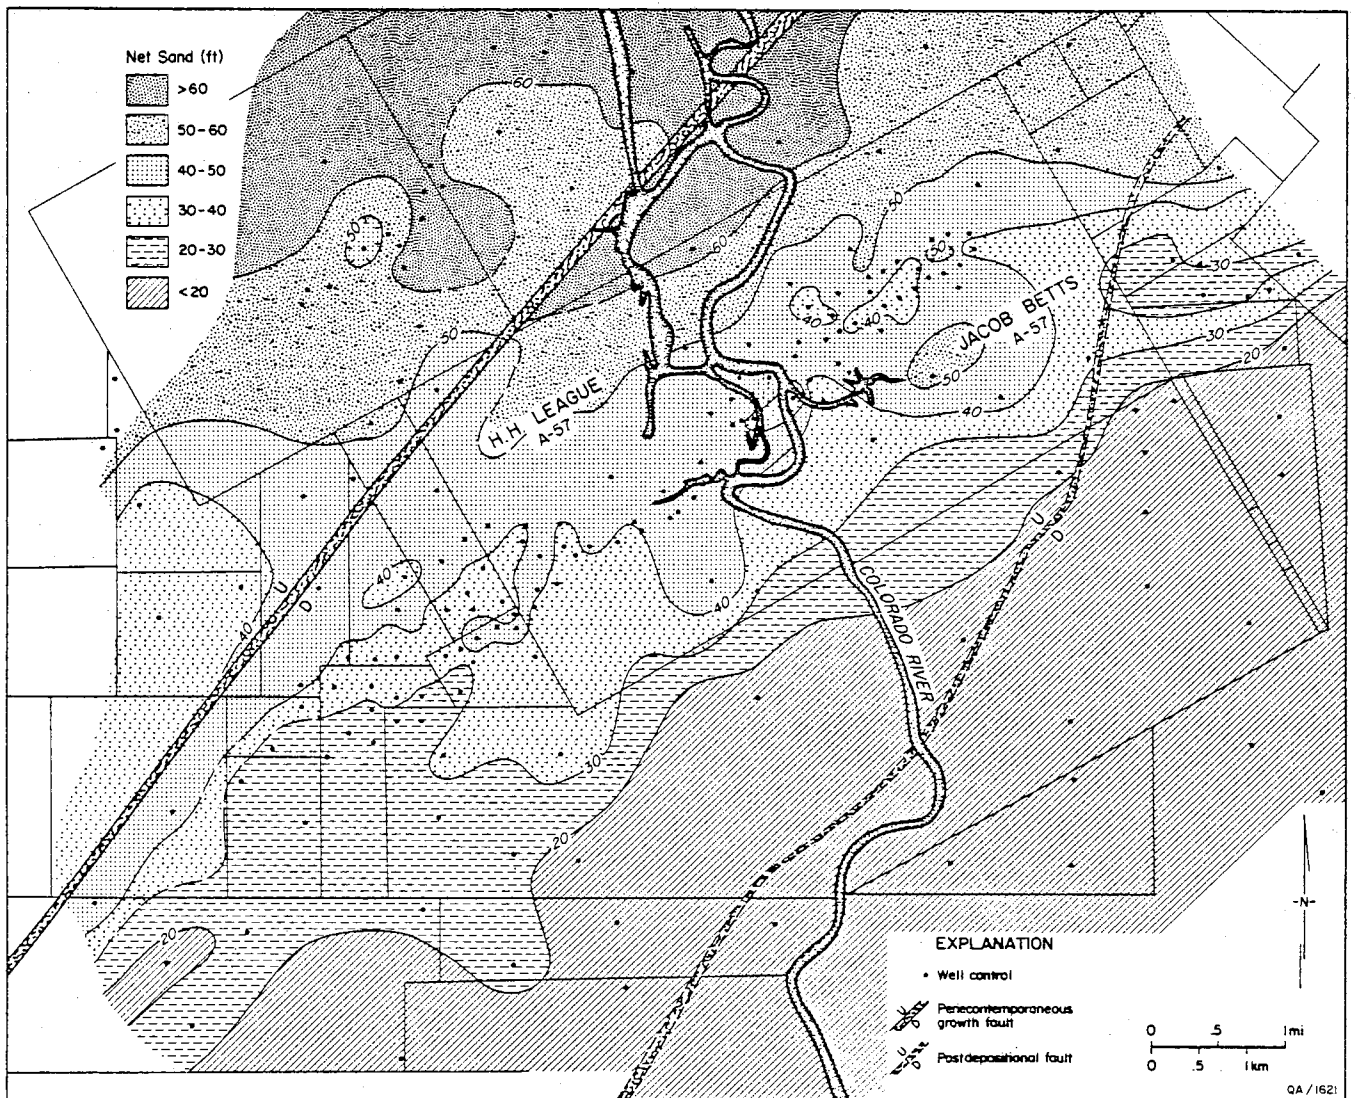 Net Sand (ft)
>60
50-60
40-50
30-40
20-30
<20
60
50
60
50
50
50
30
40
40
JACOB BETTS
A-57
30
20
50
50
40
H.H. LEAGUE
A-57
U
D
40
U
D
40
40
COLORADO RIVER
30
20
20
-N-
EXPLANATION
Well control
Penecontemporaneous
growth fault
U
Postdepositional fault
U
0 .5 1mi
0 .5 1km
QA/1621